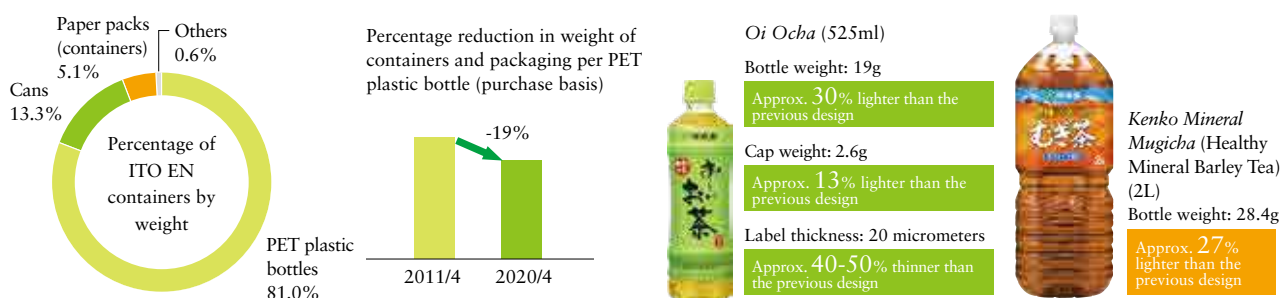 Paper packs
(containers)
5.1%
Others
0.6%
Cans
13.3%
Percentage of
ITO EN
containers by
weight
PET plastic
bottles
81.0%
Percentage reduction in weight of
containers and packaging per PET
plastic bottle (purchase basis)
-19%
2011/4
2020/4
Oi Ocha (525ml)
Bottle weight: 19g
Approx. 30% lighter than the
previous design
Cap weight: 2.6g
Approx. 13% lighter than the
previous design
Label thickness: 20 micrometers
Approx. 40-50% thinner than
the previous design
お〜い
お茶
むぎ茶
Kenko Mineral
Mugicha (Healthy
Mineral Barley Tea)
(2L)
Bottle weight: 28.4g
Approx. 27%
lighter than the
previous design